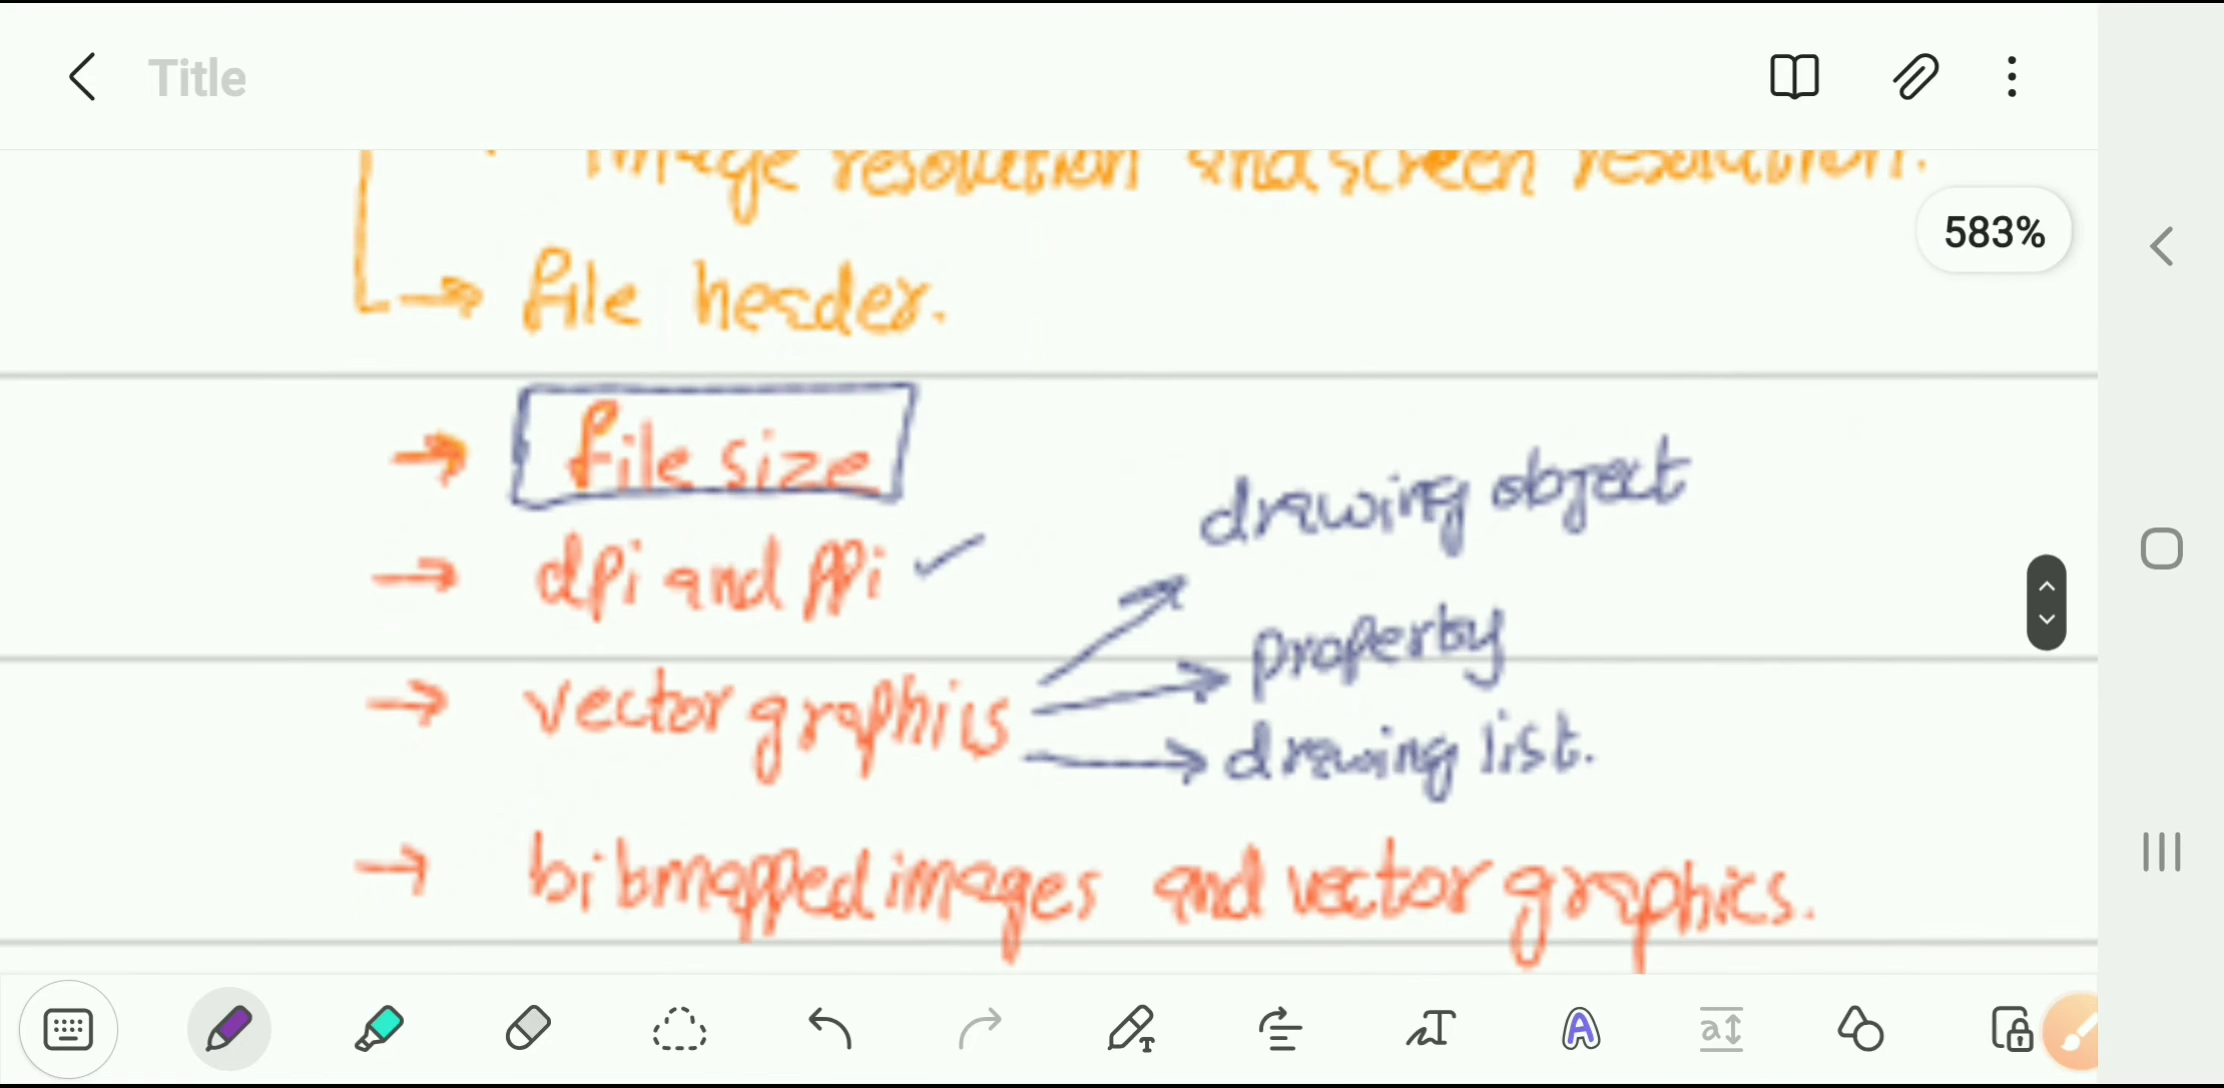 Title
image resolution and screen resolution.
583%
→ file header.
→ file size
drawing object
→ dpi and ppi ✓
property
→ vector graphics
drawing list.
→ bitmapped images and vector graphics.